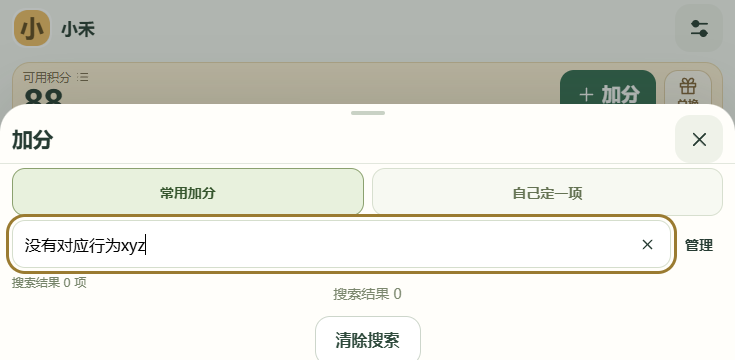 小 小禾
可用积分
88
＋ 加分
兑换
加分
常用加分 自己定一项
没有对应行为xyz 管理
搜索结果 0 项
搜索结果 0
清除搜索